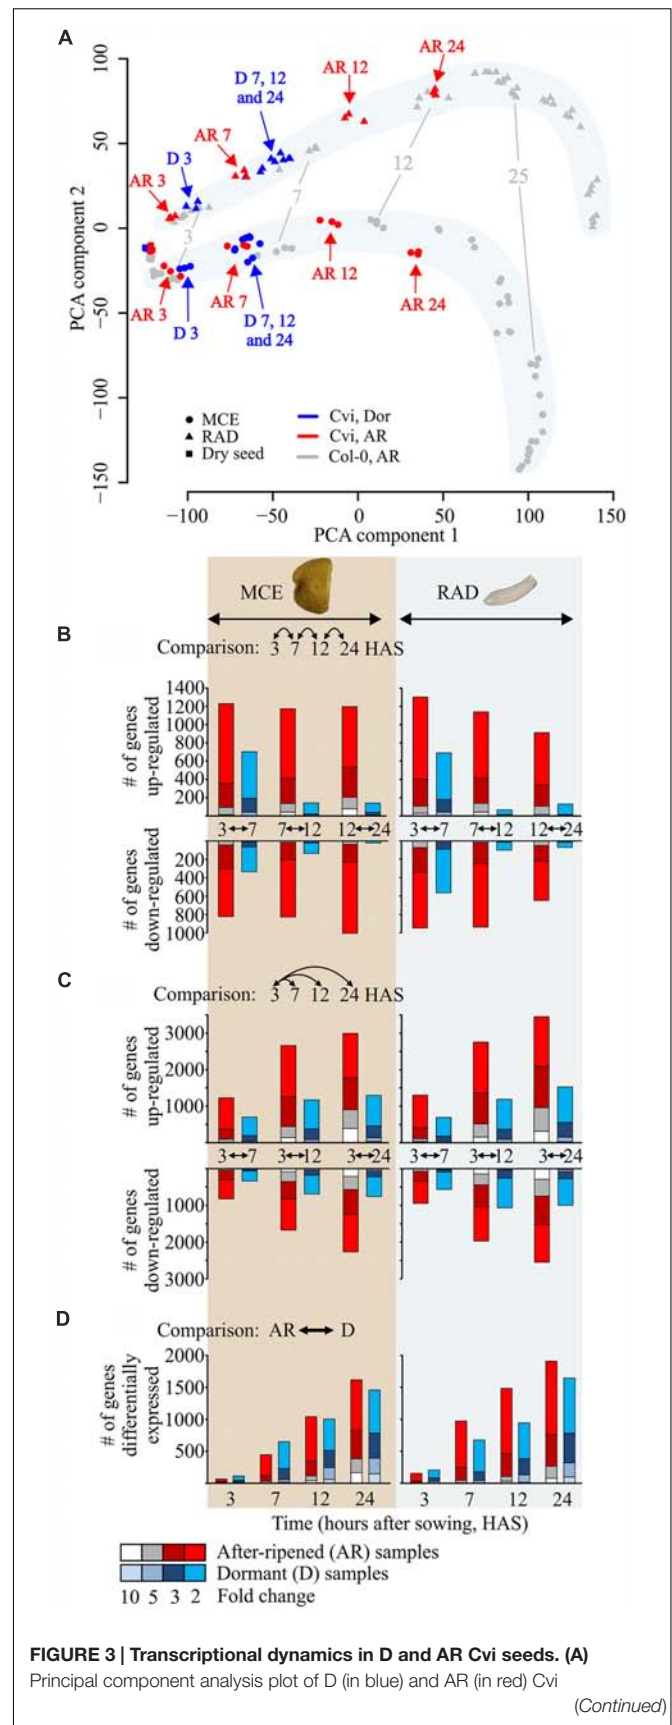 A
AR 24
AR 12
D 7, 12
and 24
AR 7
D 3
AR 3
3
7
12
25
AR 3
D 3
AR 7
D 7, 12
and 24
AR 12
AR 24
100
50
0
−50
−100
−150
PCA component 2
MCE
RAD
Dry seed
Cvi, Dor
Cvi, AR
Col-0, AR
−100 −50 0 50 100 150
PCA component 1
MCE
RAD
B
Comparison: 3 7 12 24 HAS
# of genes
up-regulated
1400
1200
1000
800
600
400
200
3 7 7 12 12 24
3 7 7 12 12 24
# of genes
down-regulated
200
400
600
800
1000
C
Comparison: 3 7 12 24 HAS
# of genes
up-regulated
3000
2000
1000
3 7 3 12 3 24
3 7 3 12 3 24
# of genes
down-regulated
1000
2000
3000
D
Comparison: AR D
# of genes
differentially
expressed
2000
1500
1000
500
3 7 12 24
3 7 12 24
Time (hours after sowing, HAS)
After-ripened (AR) samples
Dormant (D) samples
10 5 3 2 Fold change
FIGURE 3 | Transcriptional dynamics in D and AR Cvi seeds. (A)
Principal component analysis plot of D (in blue) and AR (in red) Cvi
(Continued)